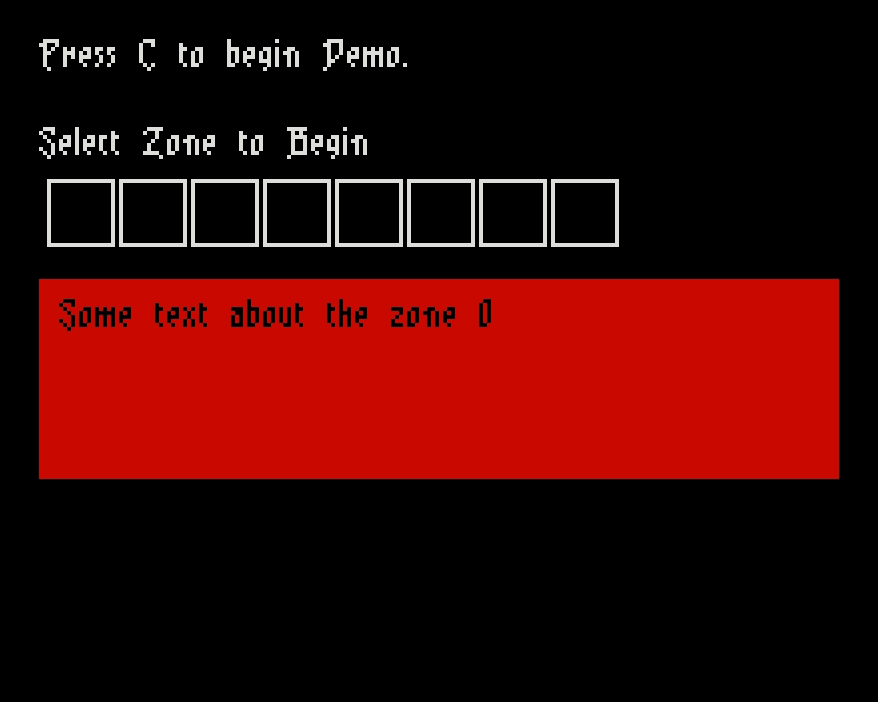 Press C to begin Demo.
Select Zone to Begin
Some text about the zone 0